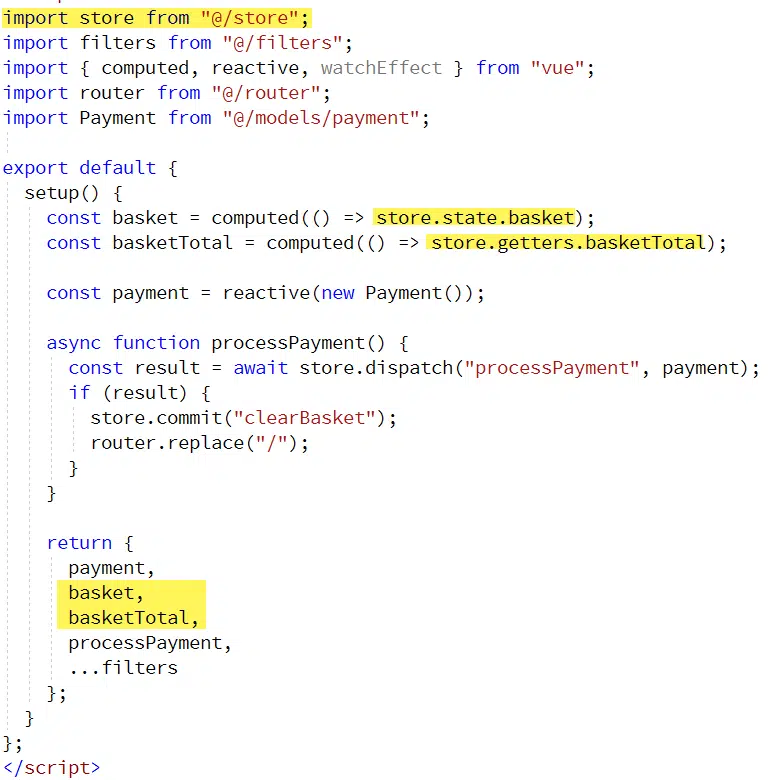 import store from "@/store";
import filters from "@/filters";
import { computed, reactive, watchEffect } from "vue";
import router from "@/router";
import Payment from "@/models/payment";

export default {
  setup() {
    const basket = computed(() => store.state.basket);
    const basketTotal = computed(() => store.getters.basketTotal);

    const payment = reactive(new Payment());

    async function processPayment() {
      const result = await store.dispatch("processPayment", payment);
      if (result) {
        store.commit("clearBasket");
        router.replace("/");
      }
    }

    return {
      payment,
      basket,
      basketTotal,
      processPayment,
      ...filters
    };
  }
};
</script>